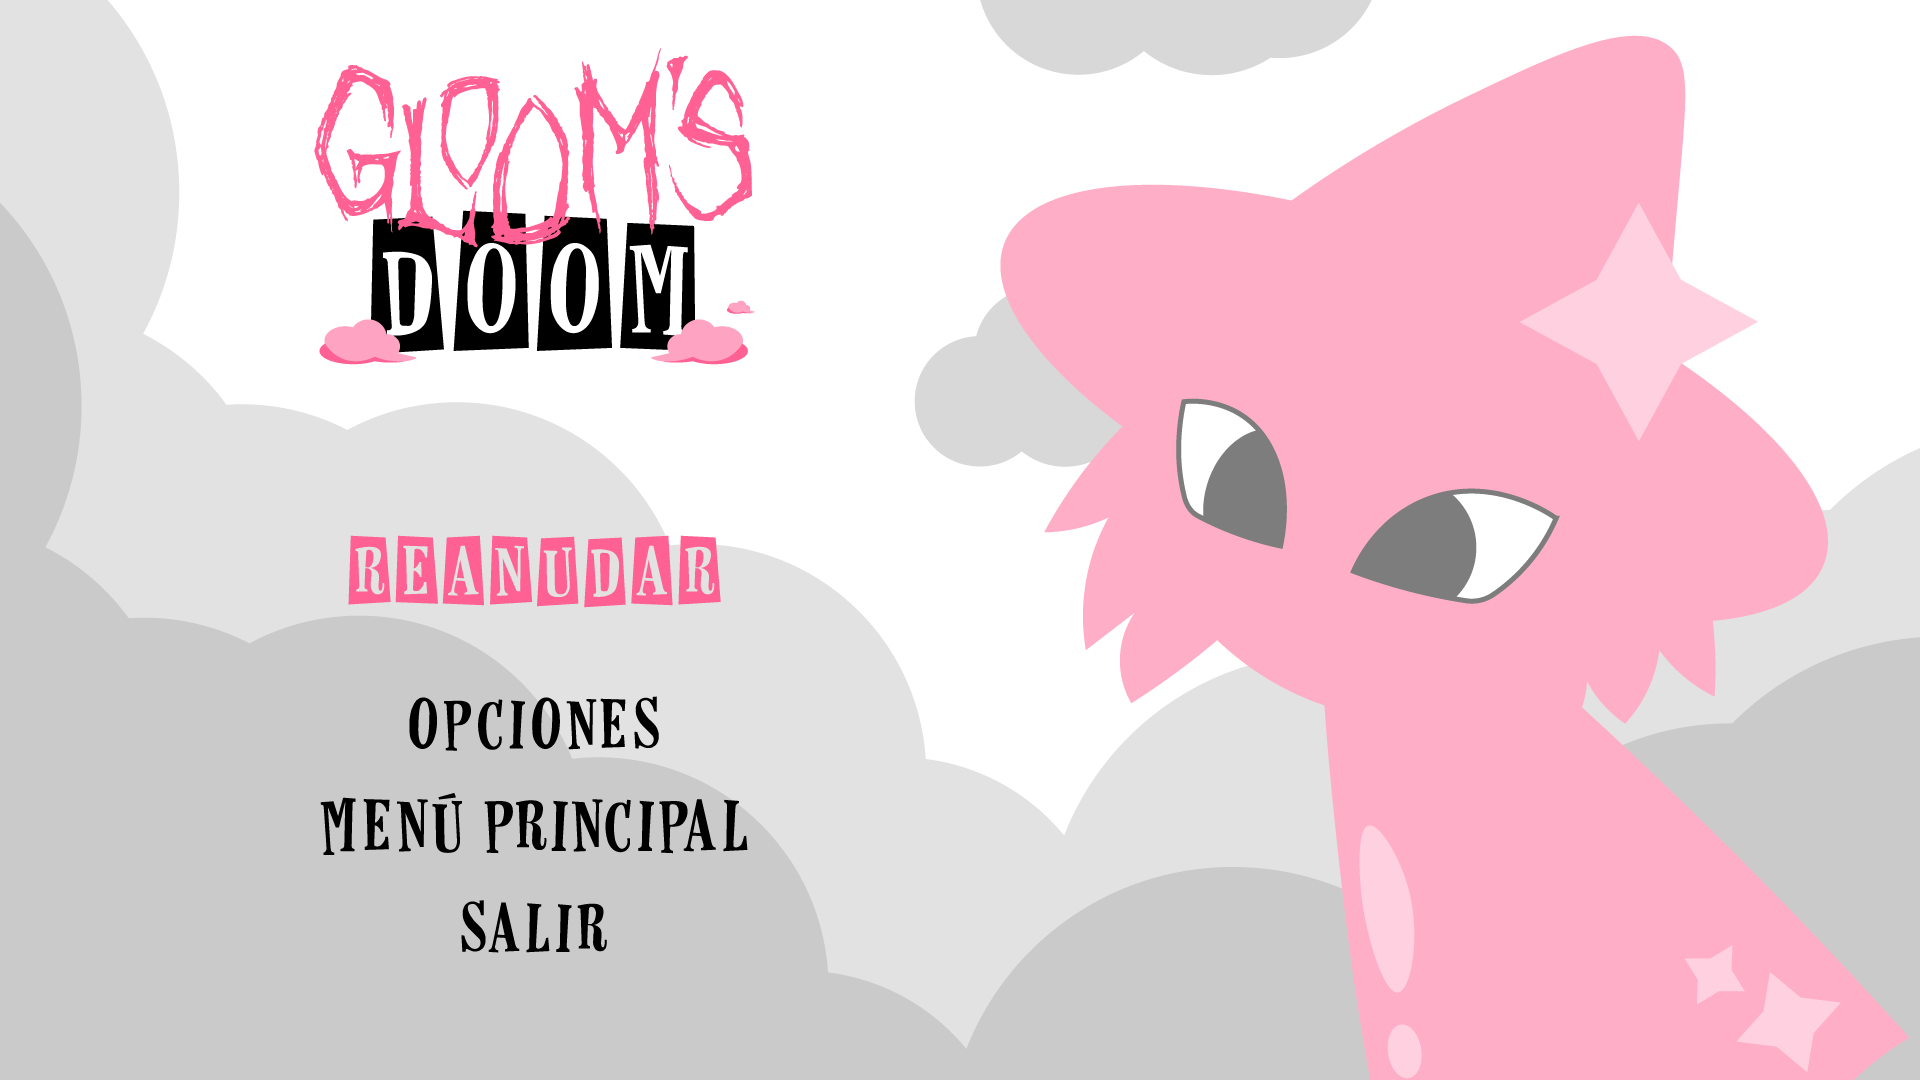 GLOOM'S
DOOM
REANUDAR
OPCIONES
MENÚ PRINCIPAL
SALIR